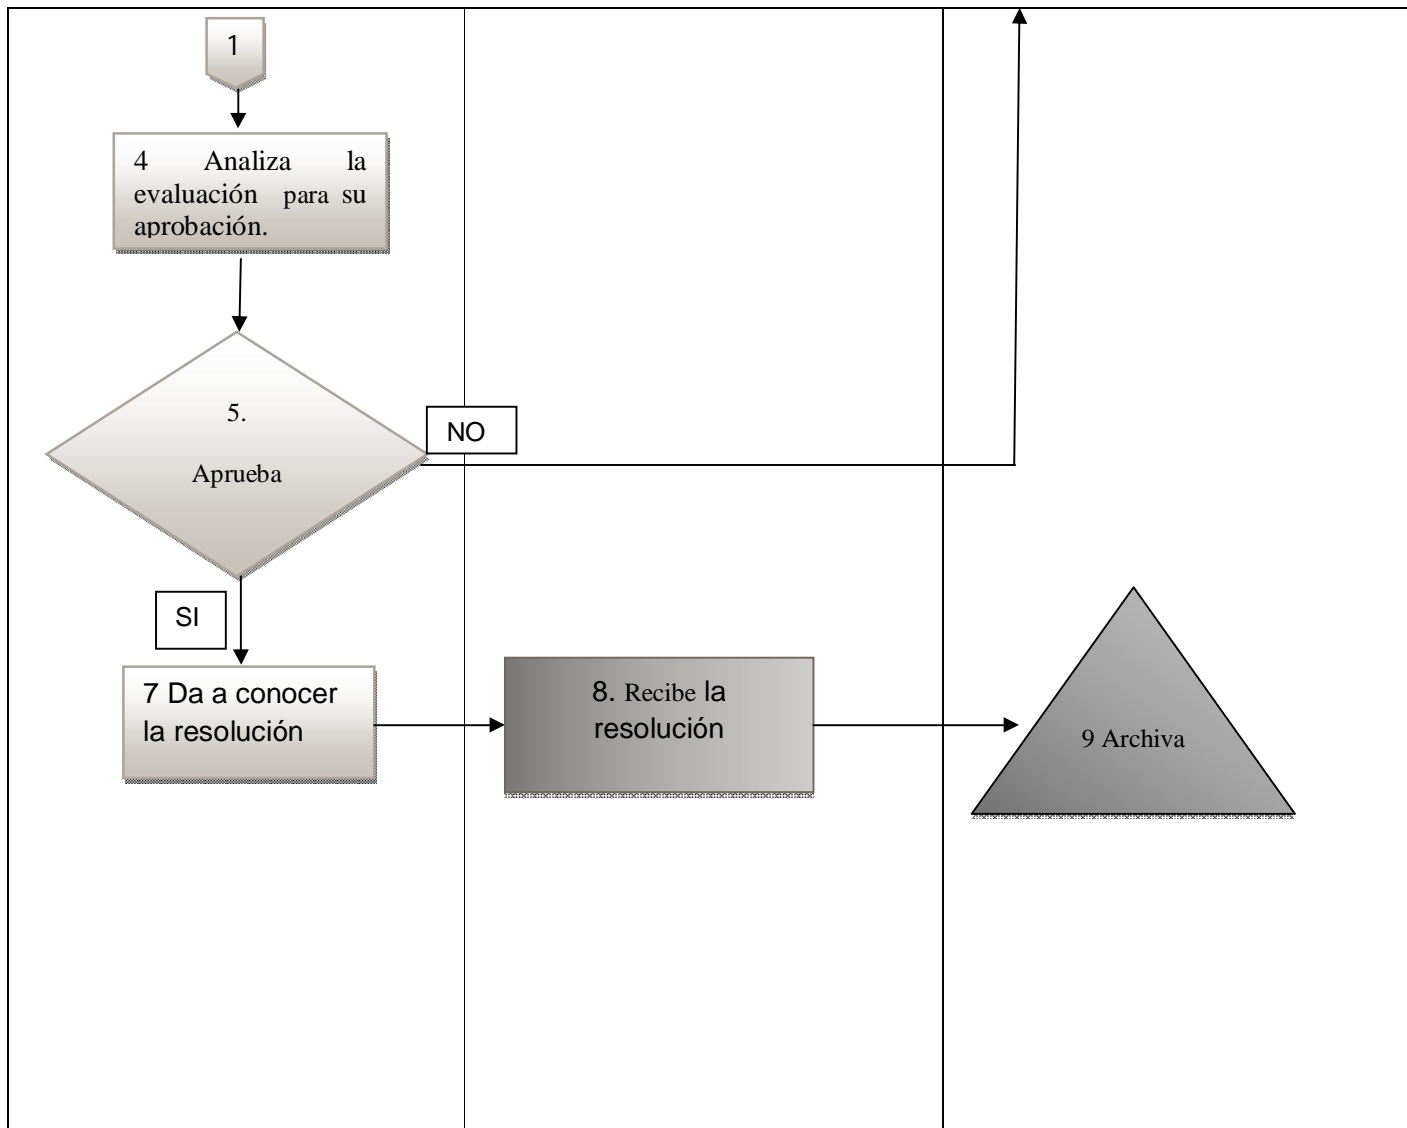 1
4 Analiza la
evaluación para su
aprobación.
5.
Aprueba
NO
SI
7 Da a conocer
la resolución
8. Recibe la
resolución
9 Archiva